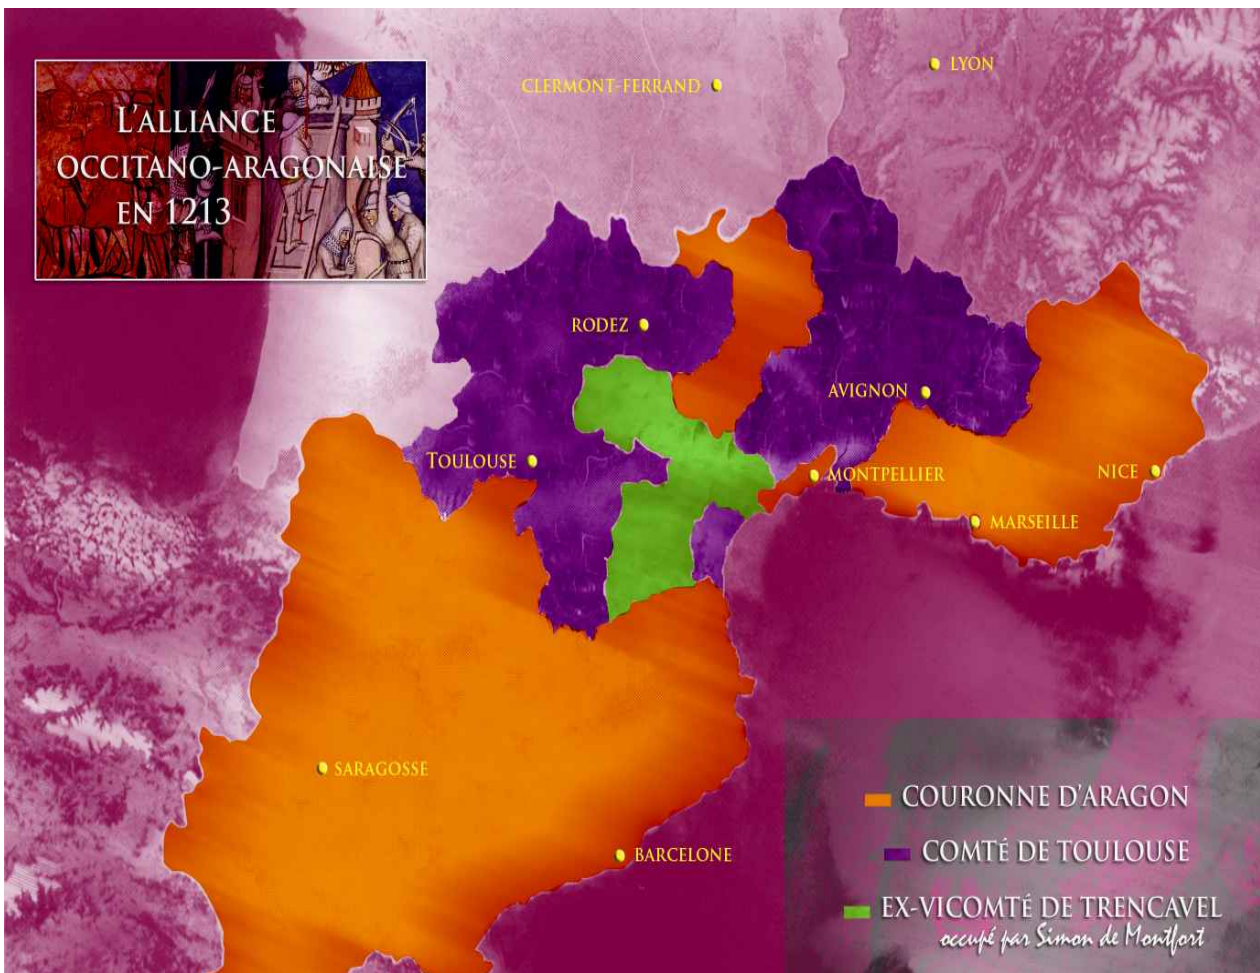 L'ALLIANCE
OCCITANO-ARAGONAISE
EN 1213
CLERMONT-FERRAND
LYON
RODEZ
AVIGNON
TOULOUSE
MONTPELLIER
NICE
MARSEILLE
SARAGOSSE
BARCELONE
COURONNE D'ARAGON
COMTÉ DE TOULOUSE
EX-VICOMTÉ DE TRENCAVEL
occupé par Simon de Montfort